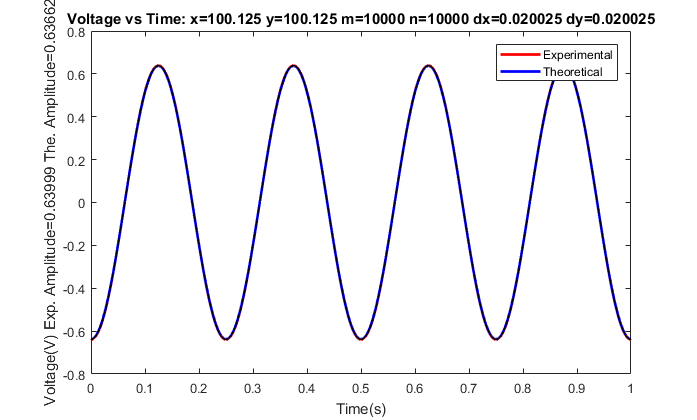 Voltage vs Time: x=100.125 y=100.125 m=10000 n=10000 dx=0.020025 dy=0.020025
Voltage(V) Exp. Amplitude=0.63999 The. Amplitude=0.63662
0.8
0.6
0.4
0.2
0
-0.2
-0.4
-0.6
-0.8
Experimental
Theoretical
0 0.1 0.2 0.3 0.4 0.5 0.6 0.7 0.8 0.9 1
Time(s)